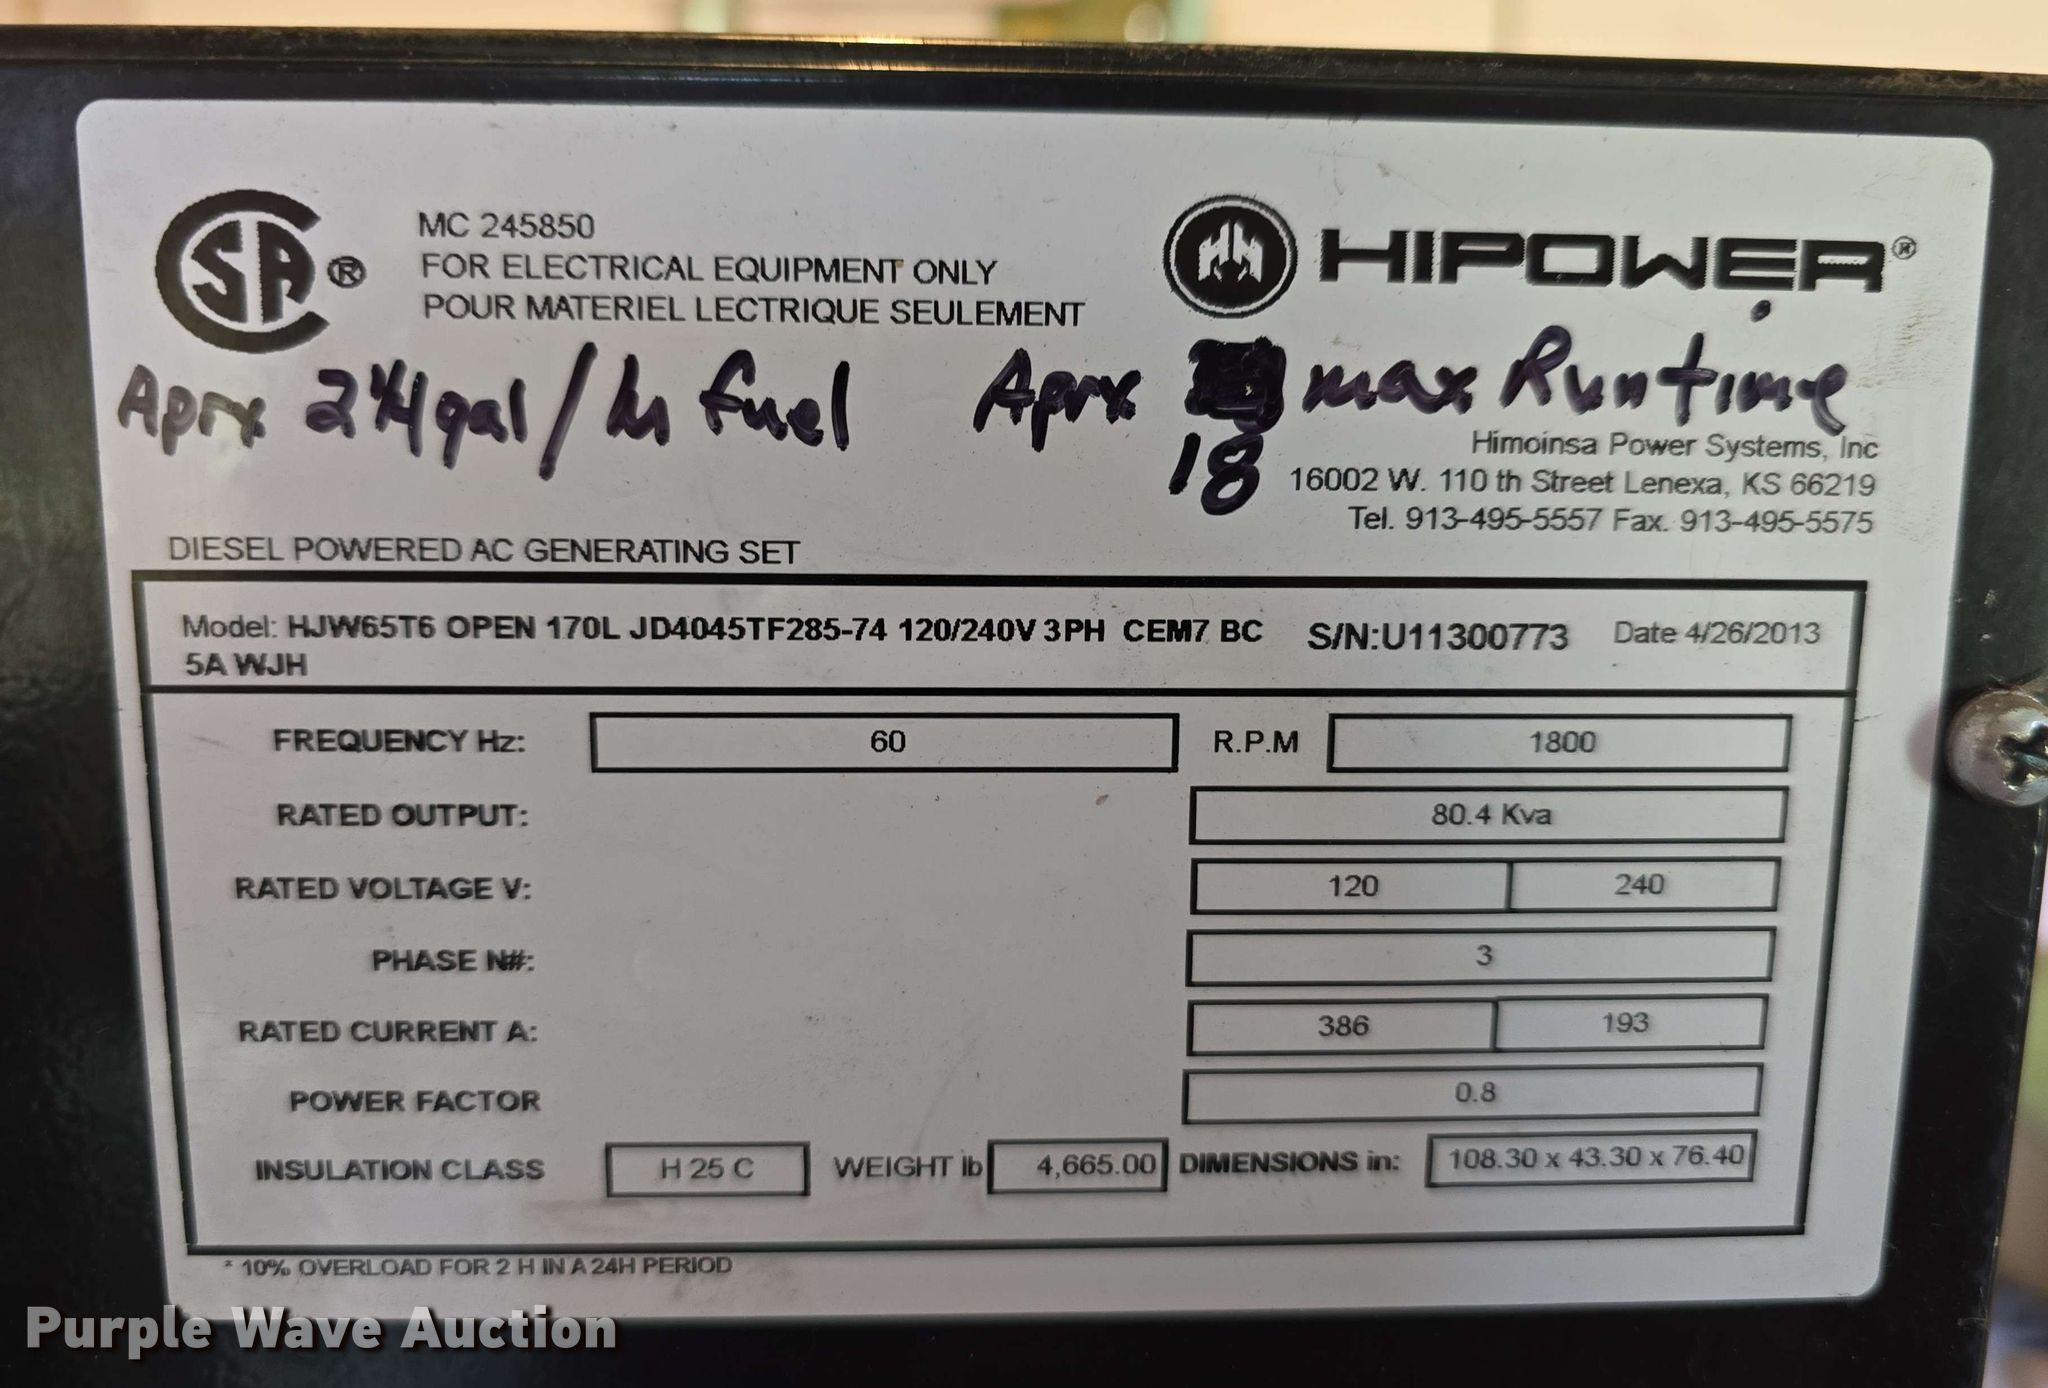 CSA®
MC 245850
FOR ELECTRICAL EQUIPMENT ONLY
POUR MATERIEL LECTRIQUE SEULEMENT
HIPOWER®
Aprx 2¼ gal/hr fuel
Aprx max Runtime
18
Himoinsa Power Systems, Inc
16002 W. 110 th Street Lenexa, KS 66219
Tel. 913-495-5557 Fax. 913-495-5575
DIESEL POWERED AC GENERATING SET
Model: HJW65T6 OPEN 170L JD4045TF285-74 120/240V 3PH CEM7 BC S/N:U11300773 Date 4/26/2013
5A WJH
FREQUENCY Hz: 60 R.P.M 1800
RATED OUTPUT: 80.4 Kva
RATED VOLTAGE V: 120 240
PHASE N#: 3
RATED CURRENT A: 386 193
POWER FACTOR 0.8
INSULATION CLASS H 25 C WEIGHT lb 4,665.00 DIMENSIONS in: 108.30 x 43.30 x 76.40
* 10% OVERLOAD FOR 2 H IN A 24H PERIOD
Purple Wave Auction